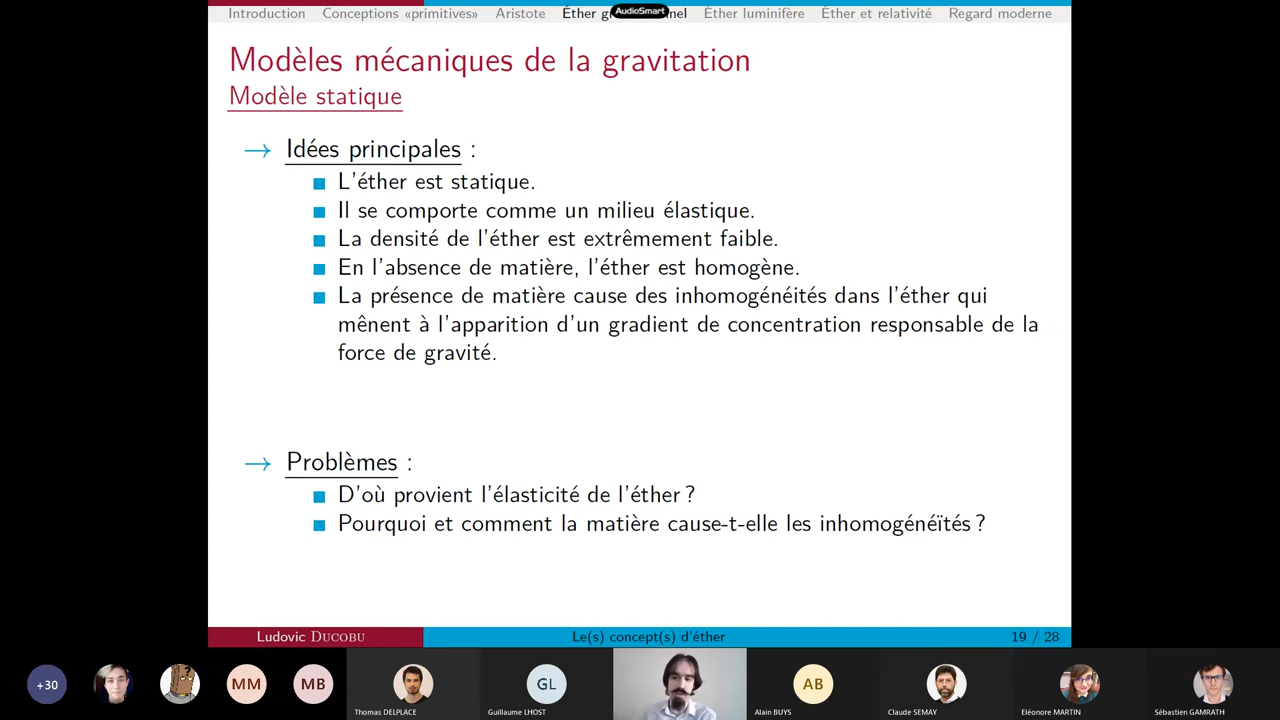 Introduction Conceptions «primitives» Aristote Éther gr nel Éther luminifère Éther et relativité Regard moderne
AudioSmart
Modèles mécaniques de la gravitation
Modèle statique
→ Idées principales :
L'éther est statique.
Il se comporte comme un milieu élastique.
La densité de l'éther est extrêmement faible.
En l'absence de matière, l'éther est homogène.
La présence de matière cause des inhomogénéités dans l'éther qui
mênent à l'apparition d'un gradient de concentration responsable de la
force de gravité.
→ Problèmes :
D'où provient l'élasticité de l'éther ?
Pourquoi et comment la matière cause-t-elle les inhomogénéïtés ?
Ludovic DUCOBU Le(s) concept(s) d'éther 19 / 28
+30 MM MB GL AB
Thomas DELPLACE Guillaume LHOST Alain BUYS Claude SEMAY Eléonore MARTIN Sébastien GAMRATH